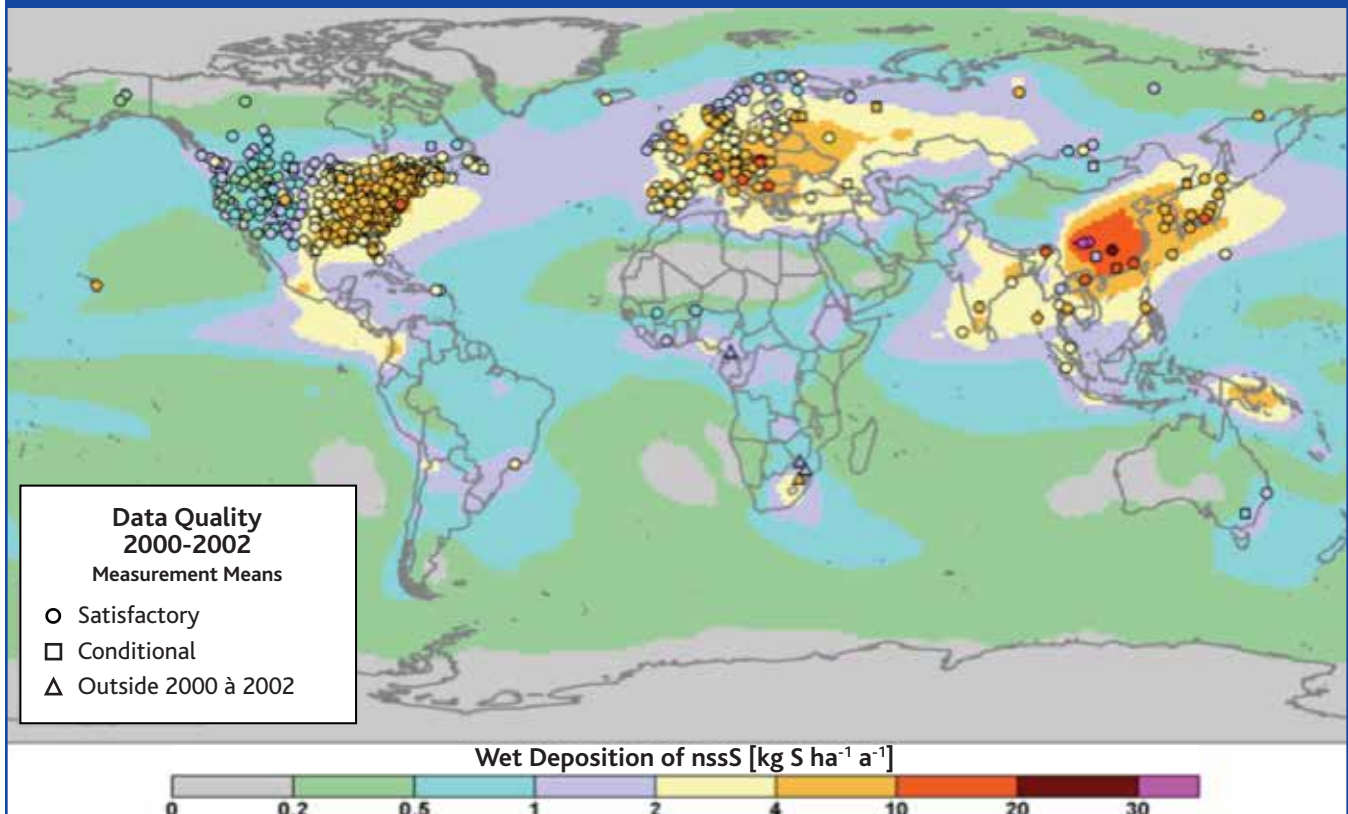 Data Quality
2000-2002
Measurement Means
Satisfactory
Conditional
Outside 2000 à 2002
Wet Deposition of nssS [kg S ha⁻¹ a⁻¹]
0 0.2 0.5 1 2 4 10 20 30